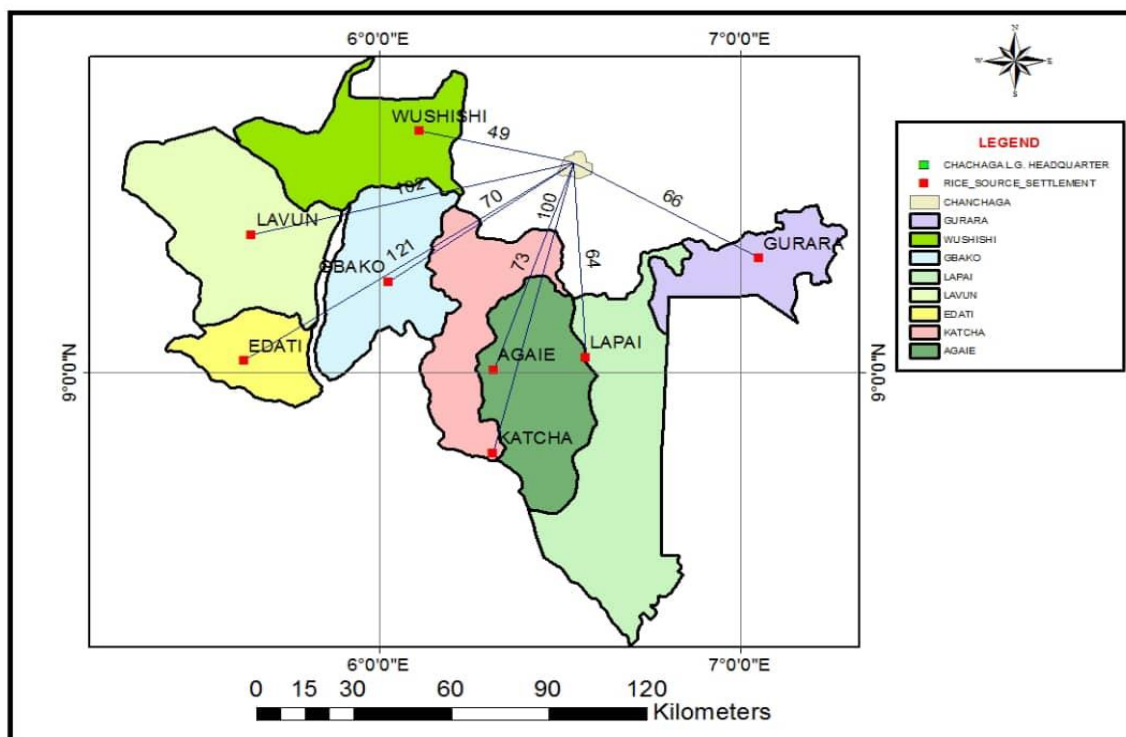 6°0'0"E
7°0'0"E
N
W
E
S
WUSHISHI
49
102
70
100
66
LAVUN
121
GBAKO
73
64
GURARA
EDATI
AGAIE
LAPAI
KATCHA
9°0'0"N
9°0'0"N
6°0'0"E
7°0'0"E
0 15 30 60 90 120
Kilometers
LEGEND
CHACHAGA L.G. HEADQUARTER
RICE_SOURCE_SETTLEMENT
CHANCHAGA
GURARA
WUSHISHI
GBAKO
LAPAI
LAVUN
EDATI
KATCHA
AGAIE